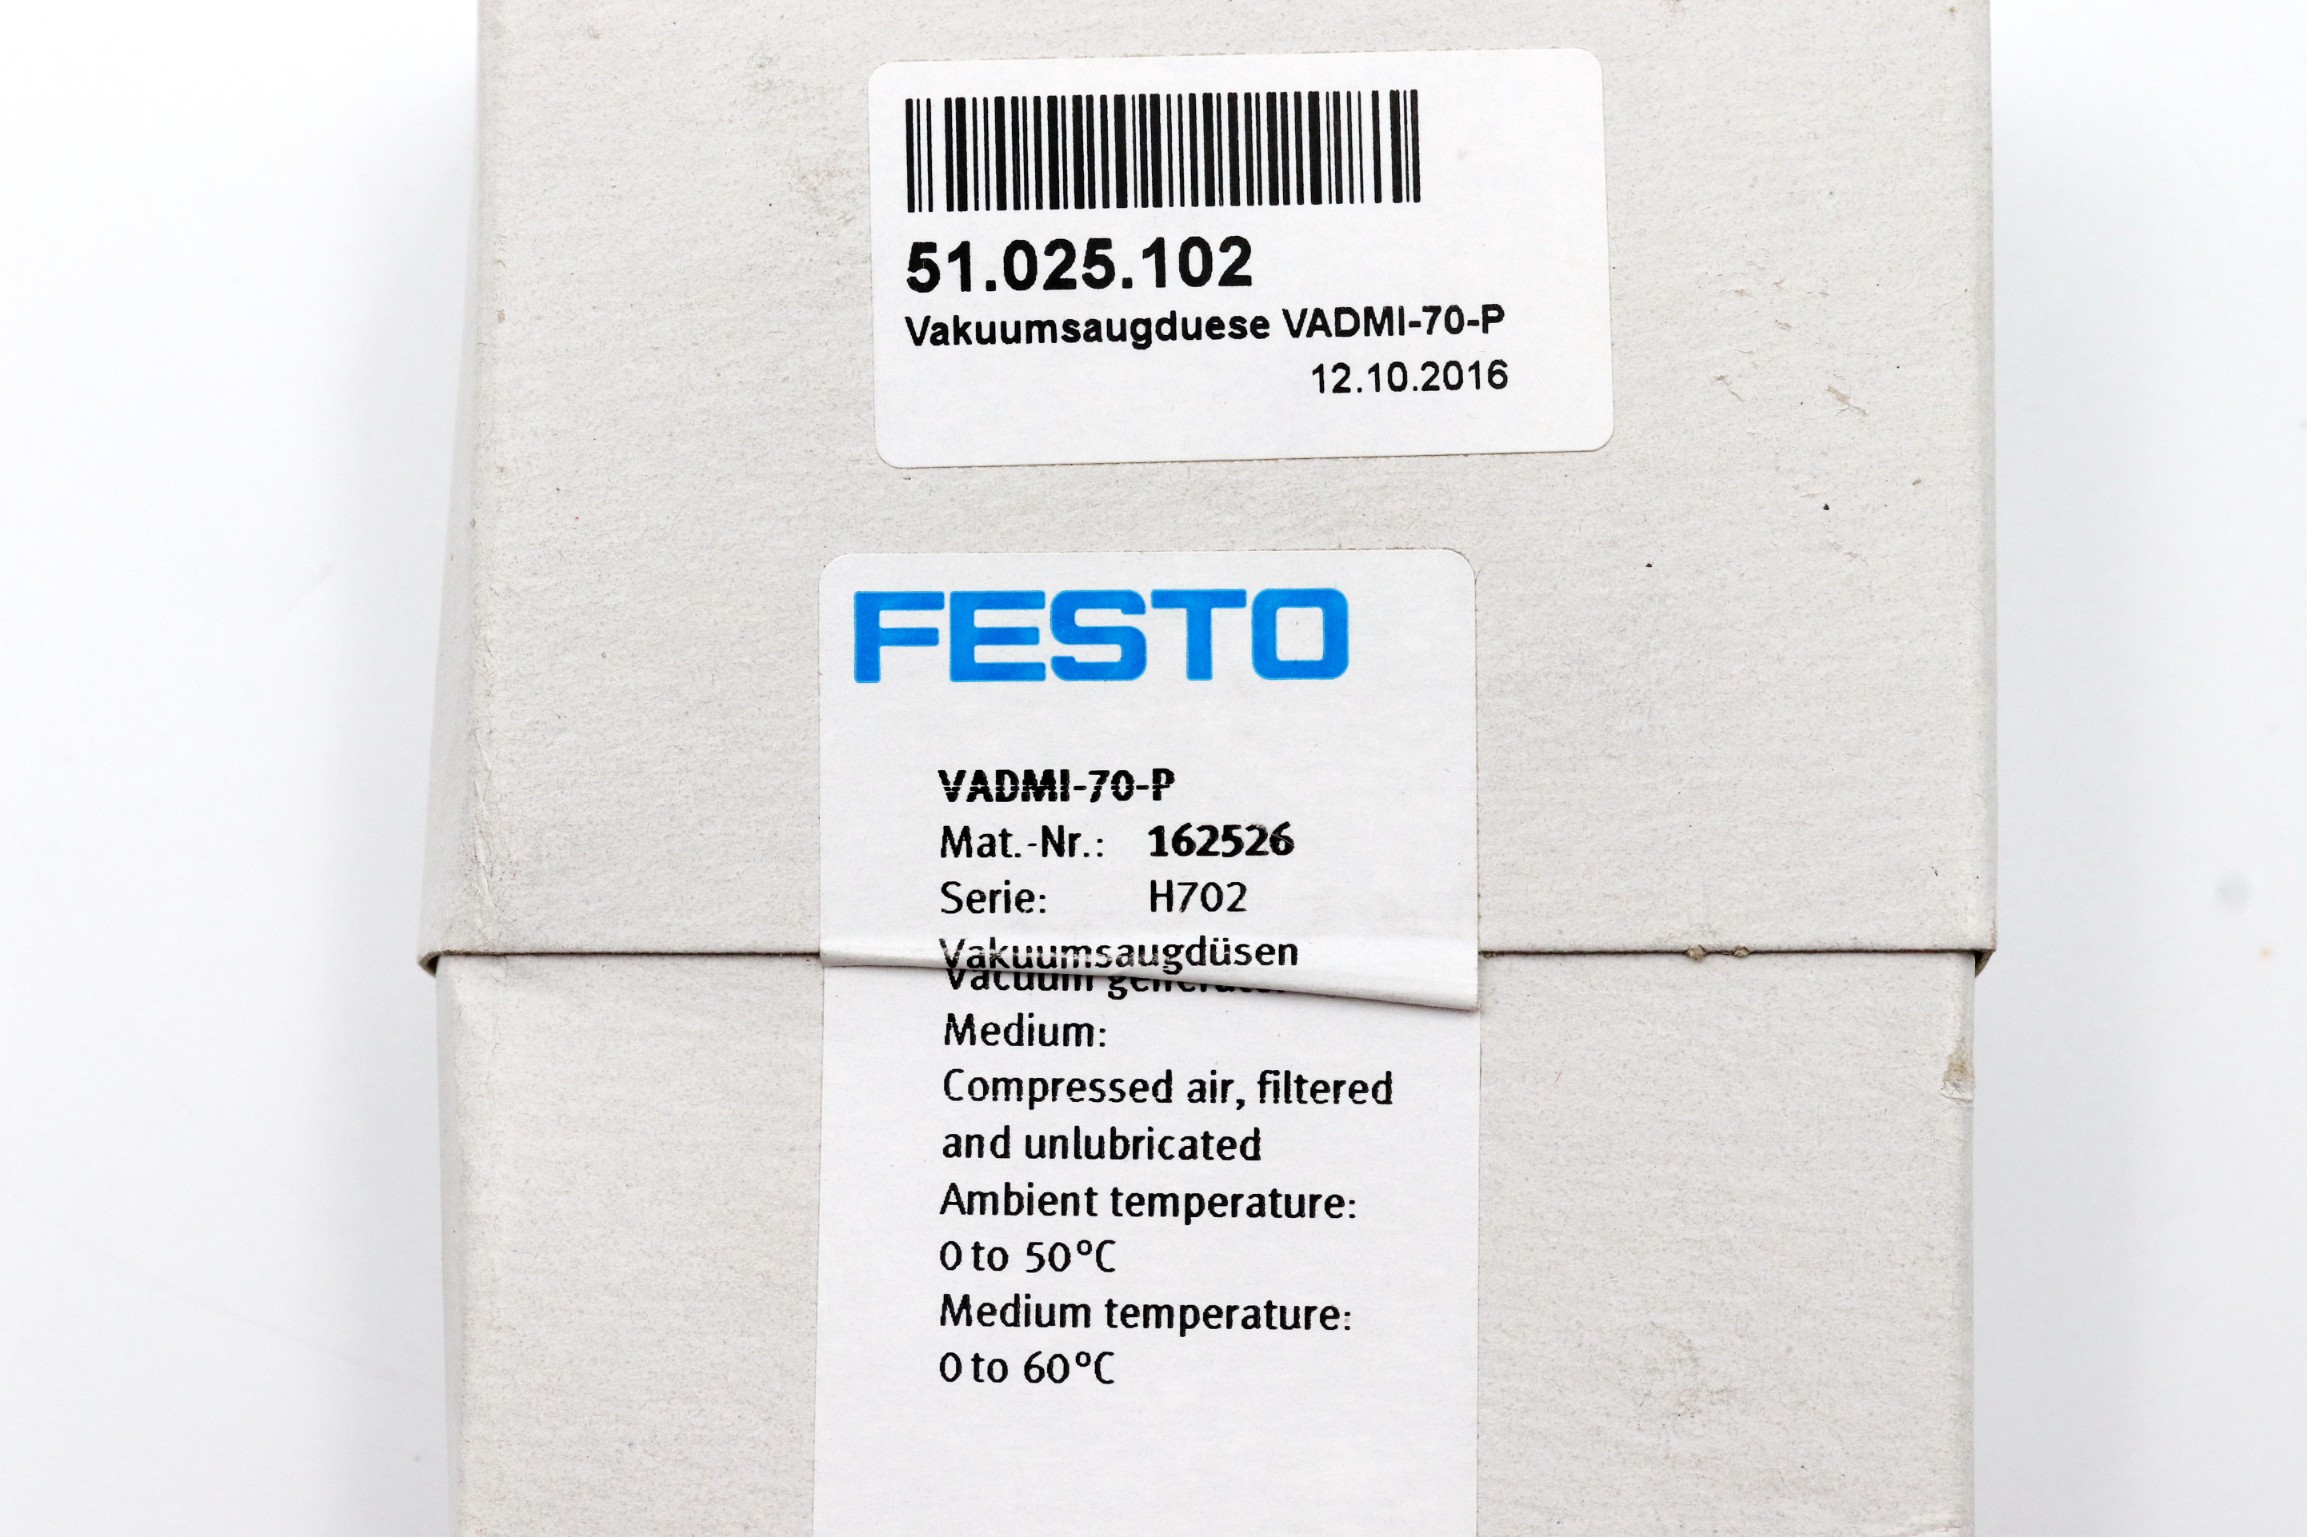 51.025.102
Vakuumsaugduese VADMI-70-P
12.10.2016
FESTO
VADMI-70-P
Mat.-Nr.: 162526
Serie: H702
Vakuumsaugdüsen
Vacuum
Medium:
Compressed air, filtered
and unlubricated
Ambient temperature:
0 to 50°C
Medium temperature:
0 to 60°C